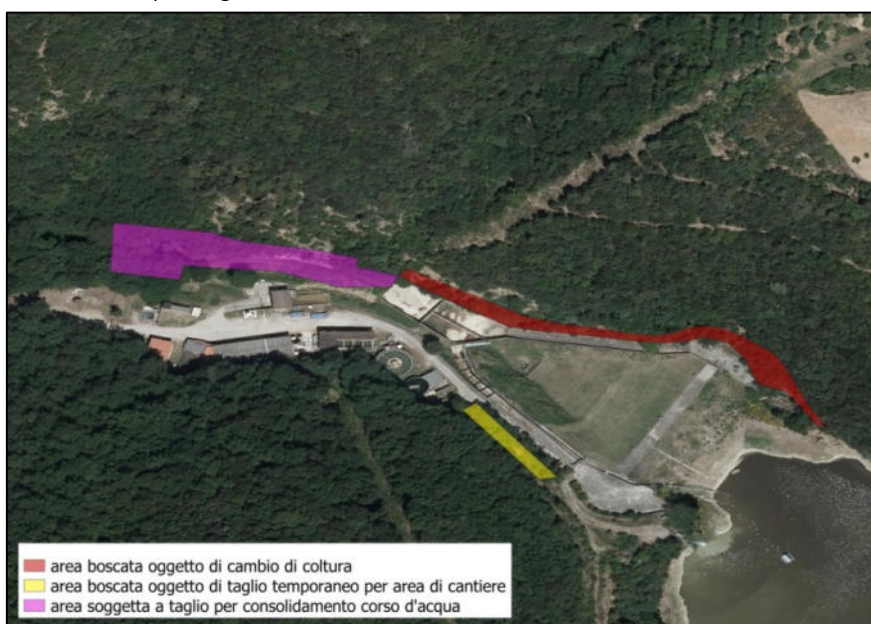 area boscata oggetto di cambio di coltura
area boscata oggetto di taglio temporaneo per area di cantiere
area soggetta a taglio per consolidamento corso d'acqua